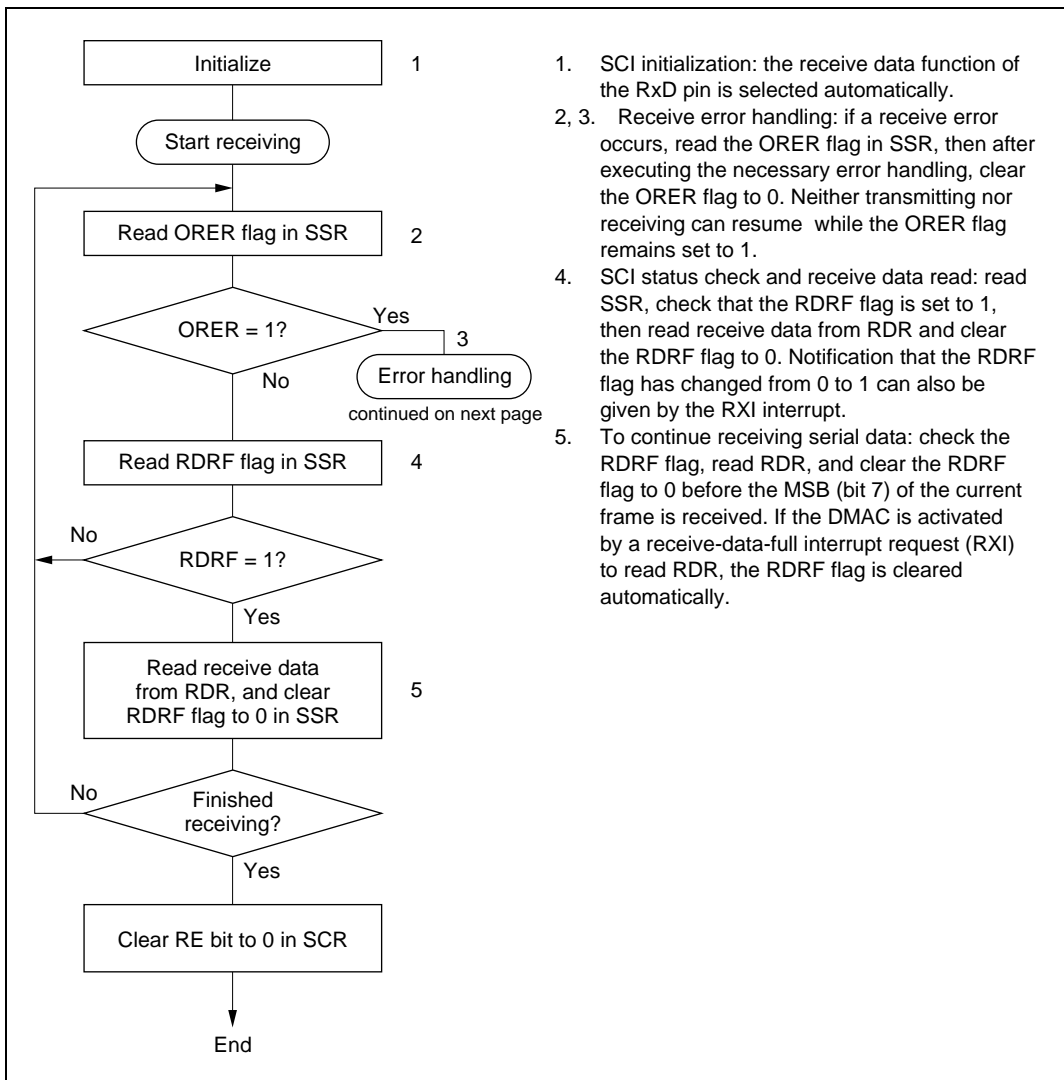 Initialize
1
Start receiving
Read ORER flag in SSR
2
ORER = 1?
Yes
3
No
Error handling
continued on next page
Read RDRF flag in SSR
4
No
RDRF = 1?
Yes
Read receive data
from RDR, and clear
RDRF flag to 0 in SSR
5
No
Finished
receiving?
Yes
Clear RE bit to 0 in SCR
End
1. SCI initialization: the receive data function of
the RxD pin is selected automatically.
2, 3. Receive error handling: if a receive error
occurs, read the ORER flag in SSR, then after
executing the necessary error handling, clear
the ORER flag to 0. Neither transmitting nor
receiving can resume while the ORER flag
remains set to 1.
4. SCI status check and receive data read: read
SSR, check that the RDRF flag is set to 1,
then read receive data from RDR and clear
the RDRF flag to 0. Notification that the RDRF
flag has changed from 0 to 1 can also be
given by the RXI interrupt.
5. To continue receiving serial data: check the
RDRF flag, read RDR, and clear the RDRF
flag to 0 before the MSB (bit 7) of the current
frame is received. If the DMAC is activated
by a receive-data-full interrupt request (RXI)
to read RDR, the RDRF flag is cleared
automatically.